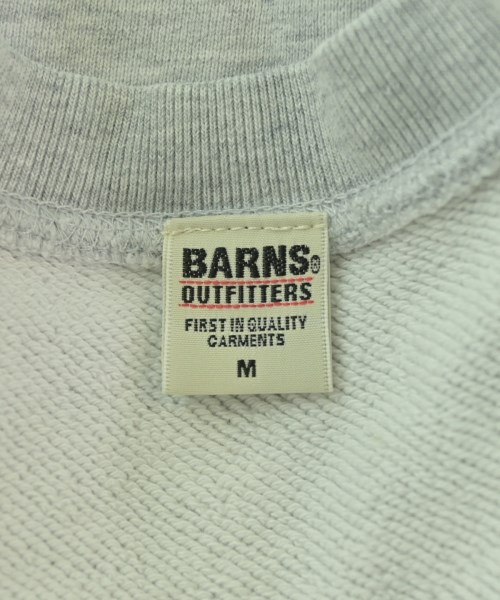 BARNS®
OUTFITTERS
FIRST IN QUALITY
GARMENTS
M